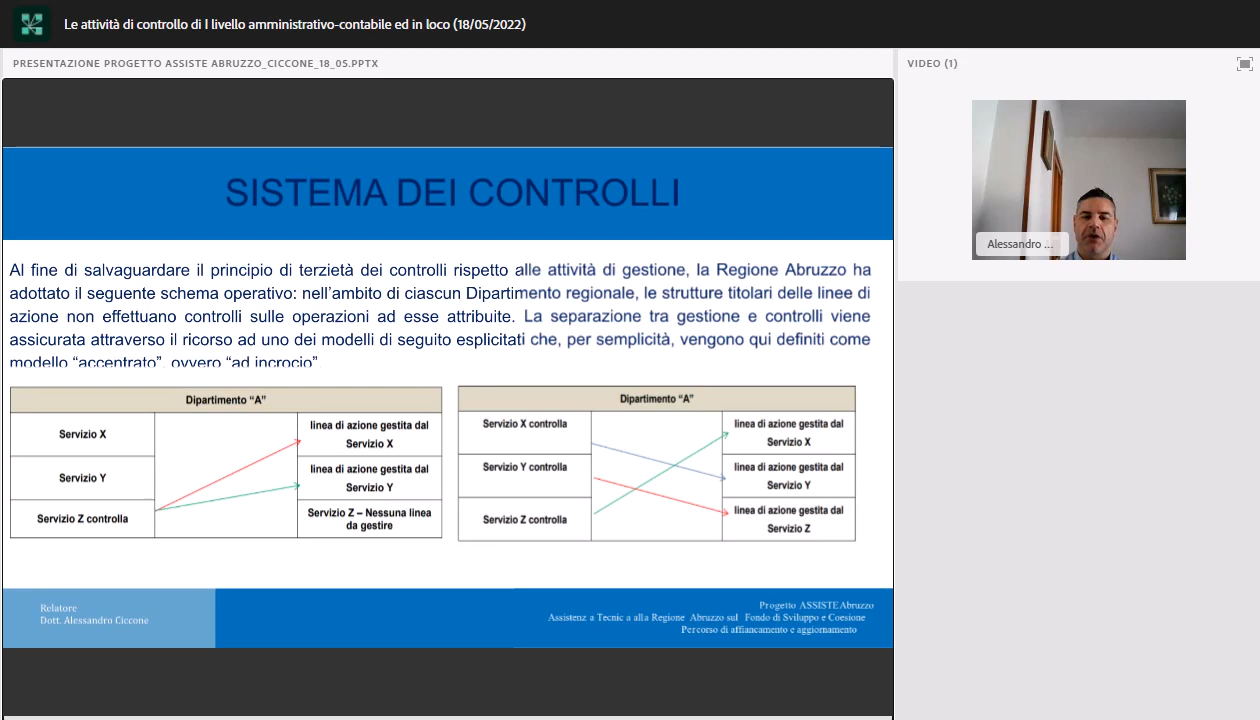 Le attività di controllo di I livello amministrativo-contabile ed in loco (18/05/2022)
PRESENTAZIONE PROGETTO ASSISTE ABRUZZO_CICCONE_18_05.PPTX
VIDEO (1)
Alessandro ...
SISTEMA DEI CONTROLLI
Al fine di salvaguardare il principio di terzietà dei controlli rispetto alle attività di gestione, la Regione Abruzzo ha
adottato il seguente schema operativo: nell'ambito di ciascun Dipartimento regionale, le strutture titolari delle linee di
azione non effettuano controlli sulle operazioni ad esse attribuite. La separazione tra gestione e controlli viene
assicurata attraverso il ricorso ad uno dei modelli di seguito esplicitati che, per semplicità, vengono qui definiti come
modello “accentrato”, ovvero “ad incrocio”.
Dipartimento “A”
Servizio X
linea di azione gestita dal
Servizio X
Servizio Y
linea di azione gestita dal
Servizio Y
Servizio Z controlla
Servizio Z – Nessuna linea
da gestire
Dipartimento “A”
Servizio X controlla
linea di azione gestita dal
Servizio X
Servizio Y controlla
linea di azione gestita dal
Servizio Y
Servizio Z controlla
linea di azione gestita dal
Servizio Z
Relatore
Dott. Alessandro Ciccone
Progetto ASSISTE Abruzzo
Assistenz a Tecnic a alla Regione Abruzzo sul Fondo di Sviluppo e Coesione
Percorso di affiancamento e aggiornamento